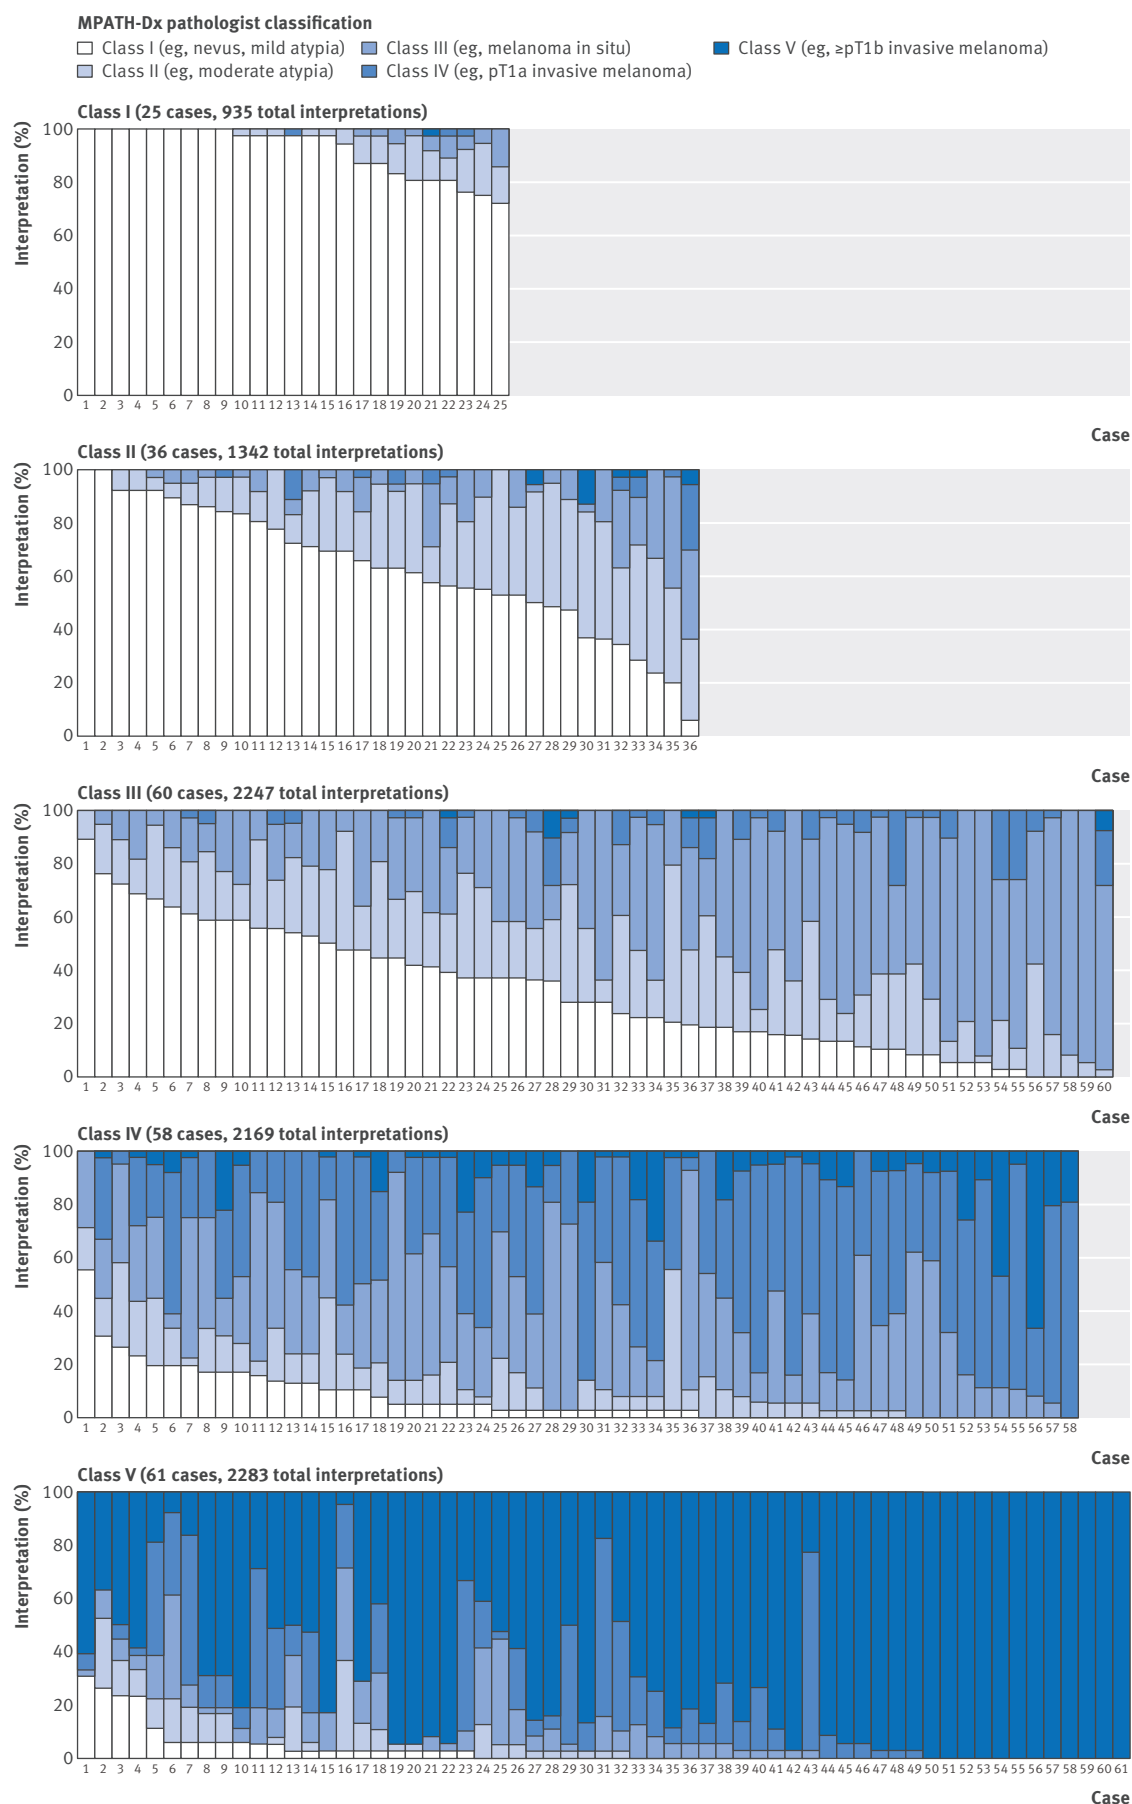 MPATH-Dx pathologist classification
Class I (eg, nevus, mild atypia) Class III (eg, melanoma in situ) Class V (eg, ≥pT1b invasive melanoma)
Class II (eg, moderate atypia) Class IV (eg, pT1a invasive melanoma)
Class I (25 cases, 935 total interpretations)
Interpretation (%)
100
80
60
40
20
0
1 2 3 4 5 6 7 8 9 10 11 12 13 14 15 16 17 18 19 20 21 22 23 24 25
Case
Class II (36 cases, 1342 total interpretations)
Interpretation (%)
100
80
60
40
20
0
1 2 3 4 5 6 7 8 9 10 11 12 13 14 15 16 17 18 19 20 21 22 23 24 25 26 27 28 29 30 31 32 33 34 35 36
Case
Class III (60 cases, 2247 total interpretations)
Interpretation (%)
100
80
60
40
20
0
1 2 3 4 5 6 7 8 9 10 11 12 13 14 15 16 17 18 19 20 21 22 23 24 25 26 27 28 29 30 31 32 33 34 35 36 37 38 39 40 41 42 43 44 45 46 47 48 49 50 51 52 53 54 55 56 57 58 59 60
Case
Class IV (58 cases, 2169 total interpretations)
Interpretation (%)
100
80
60
40
20
0
1 2 3 4 5 6 7 8 9 10 11 12 13 14 15 16 17 18 19 20 21 22 23 24 25 26 27 28 29 30 31 32 33 34 35 36 37 38 39 40 41 42 43 44 45 46 47 48 49 50 51 52 53 54 55 56 57 58
Case
Class V (61 cases, 2283 total interpretations)
Interpretation (%)
100
80
60
40
20
0
1 2 3 4 5 6 7 8 9 10 11 12 13 14 15 16 17 18 19 20 21 22 23 24 25 26 27 28 29 30 31 32 33 34 35 36 37 38 39 40 41 42 43 44 45 46 47 48 49 50 51 52 53 54 55 56 57 58 59 60 61
Case